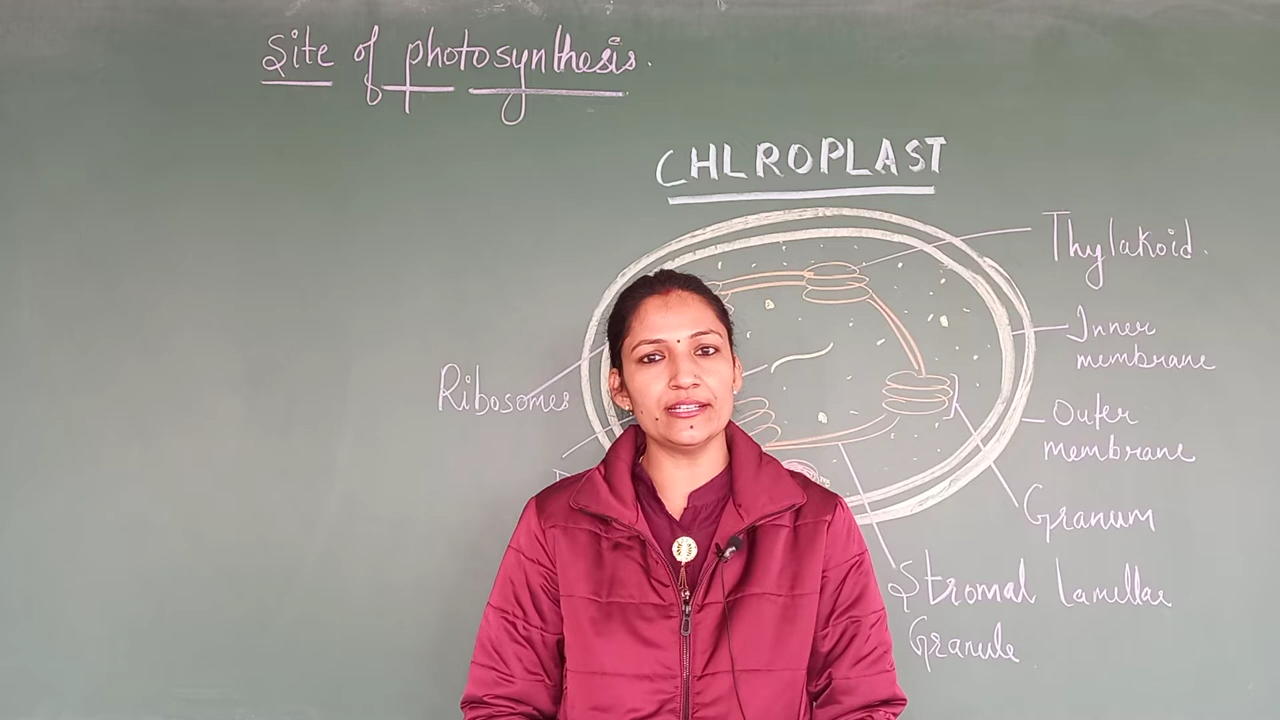 Site of photosynthesis.
CHLROPLAST
Thylakoid.
Inner
membrane
Ribosomes
Outer
membrane
Granum
Stromal Lamellae
Granule